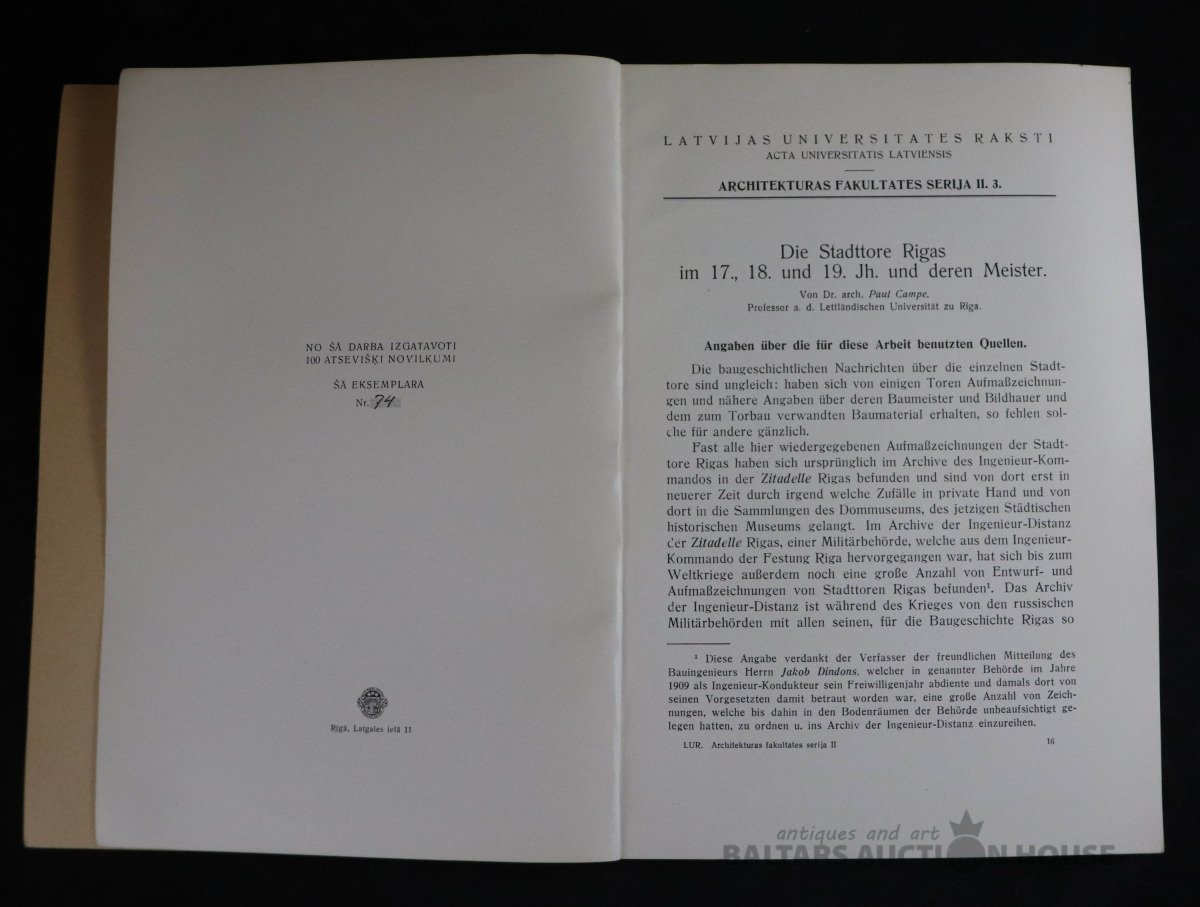 NO ŠĀ DARBA IZGATAVOTI
100 ATSEVIŠĶI NOVILKUMI
ŠĀ EKSEMPLARA
Nr. 74
Rīgā, Latgales ielā 11
LATVIJAS UNIVERSITATES RAKSTI
ACTA UNIVERSITATIS LATVIENSIS
ARCHITEKTURAS FAKULTATES SERIJA II. 3.
Die Stadttore Rigas
im 17., 18. und 19. Jh. und deren Meister.
Von Dr. arch. Paul Campe,
Professor a. d. Lettländischen Universität zu Riga.
Angaben über die für diese Arbeit benutzten Quellen.
Die baugeschichtlichen Nachrichten über die einzelnen Stadt-
tore sind ungleich: haben sich von einigen Toren Aufmaßzeichnun-
gen und nähere Angaben über deren Baumeister und Bildhauer und
dem zum Torbau verwandten Baumaterial erhalten, so fehlen sol-
che für andere gänzlich.
Fast alle hier wiedergegebenen Aufmaßzeichnungen der Stadt-
tore Rigas haben sich ursprünglich im Archive des Ingenieur-Kom-
mandos in der Zitadelle Rigas befunden und sind von dort erst in
neuerer Zeit durch irgend welche Zufälle in private Hand und von
dort in die Sammlungen des Dommuseums, des jetzigen Städtischen
historischen Museums gelangt. Im Archive der Ingenieur-Distanz
der Zitadelle Rigas, einer Militärbehörde, welche aus dem Ingenieur-
Kommando der Festung Riga hervorgegangen war, hat sich bis zum
Weltkriege außerdem noch eine große Anzahl von Entwurf- und
Aufmaßzeichnungen von Stadttoren Rigas befunden¹. Das Archiv
der Ingenieur-Distanz ist während des Krieges von den russischen
Militärbehörden mit allen seinen, für die Baugeschichte Rigas so
¹ Diese Angabe verdankt der Verfasser der freundlichen Mitteilung des
Bauingenieurs Herrn Jakob Dindons, welcher in genannter Behörde im Jahre
1909 als Ingenieur-Kondukteur sein Freiwilligenjahr abdiente und damals dort von
seinen Vorgesetzten damit betraut worden war, eine große Anzahl von Zeich-
nungen, welche bis dahin in den Bodenräumen der Behörde unbeaufsichtigt ge-
legen hatten, zu ordnen u. ins Archiv der Ingenieur-Distanz einzureihen.
LUR. Architekturas fakultates serija II 16
antiques and art
BALTARS AUCTION HOUSE